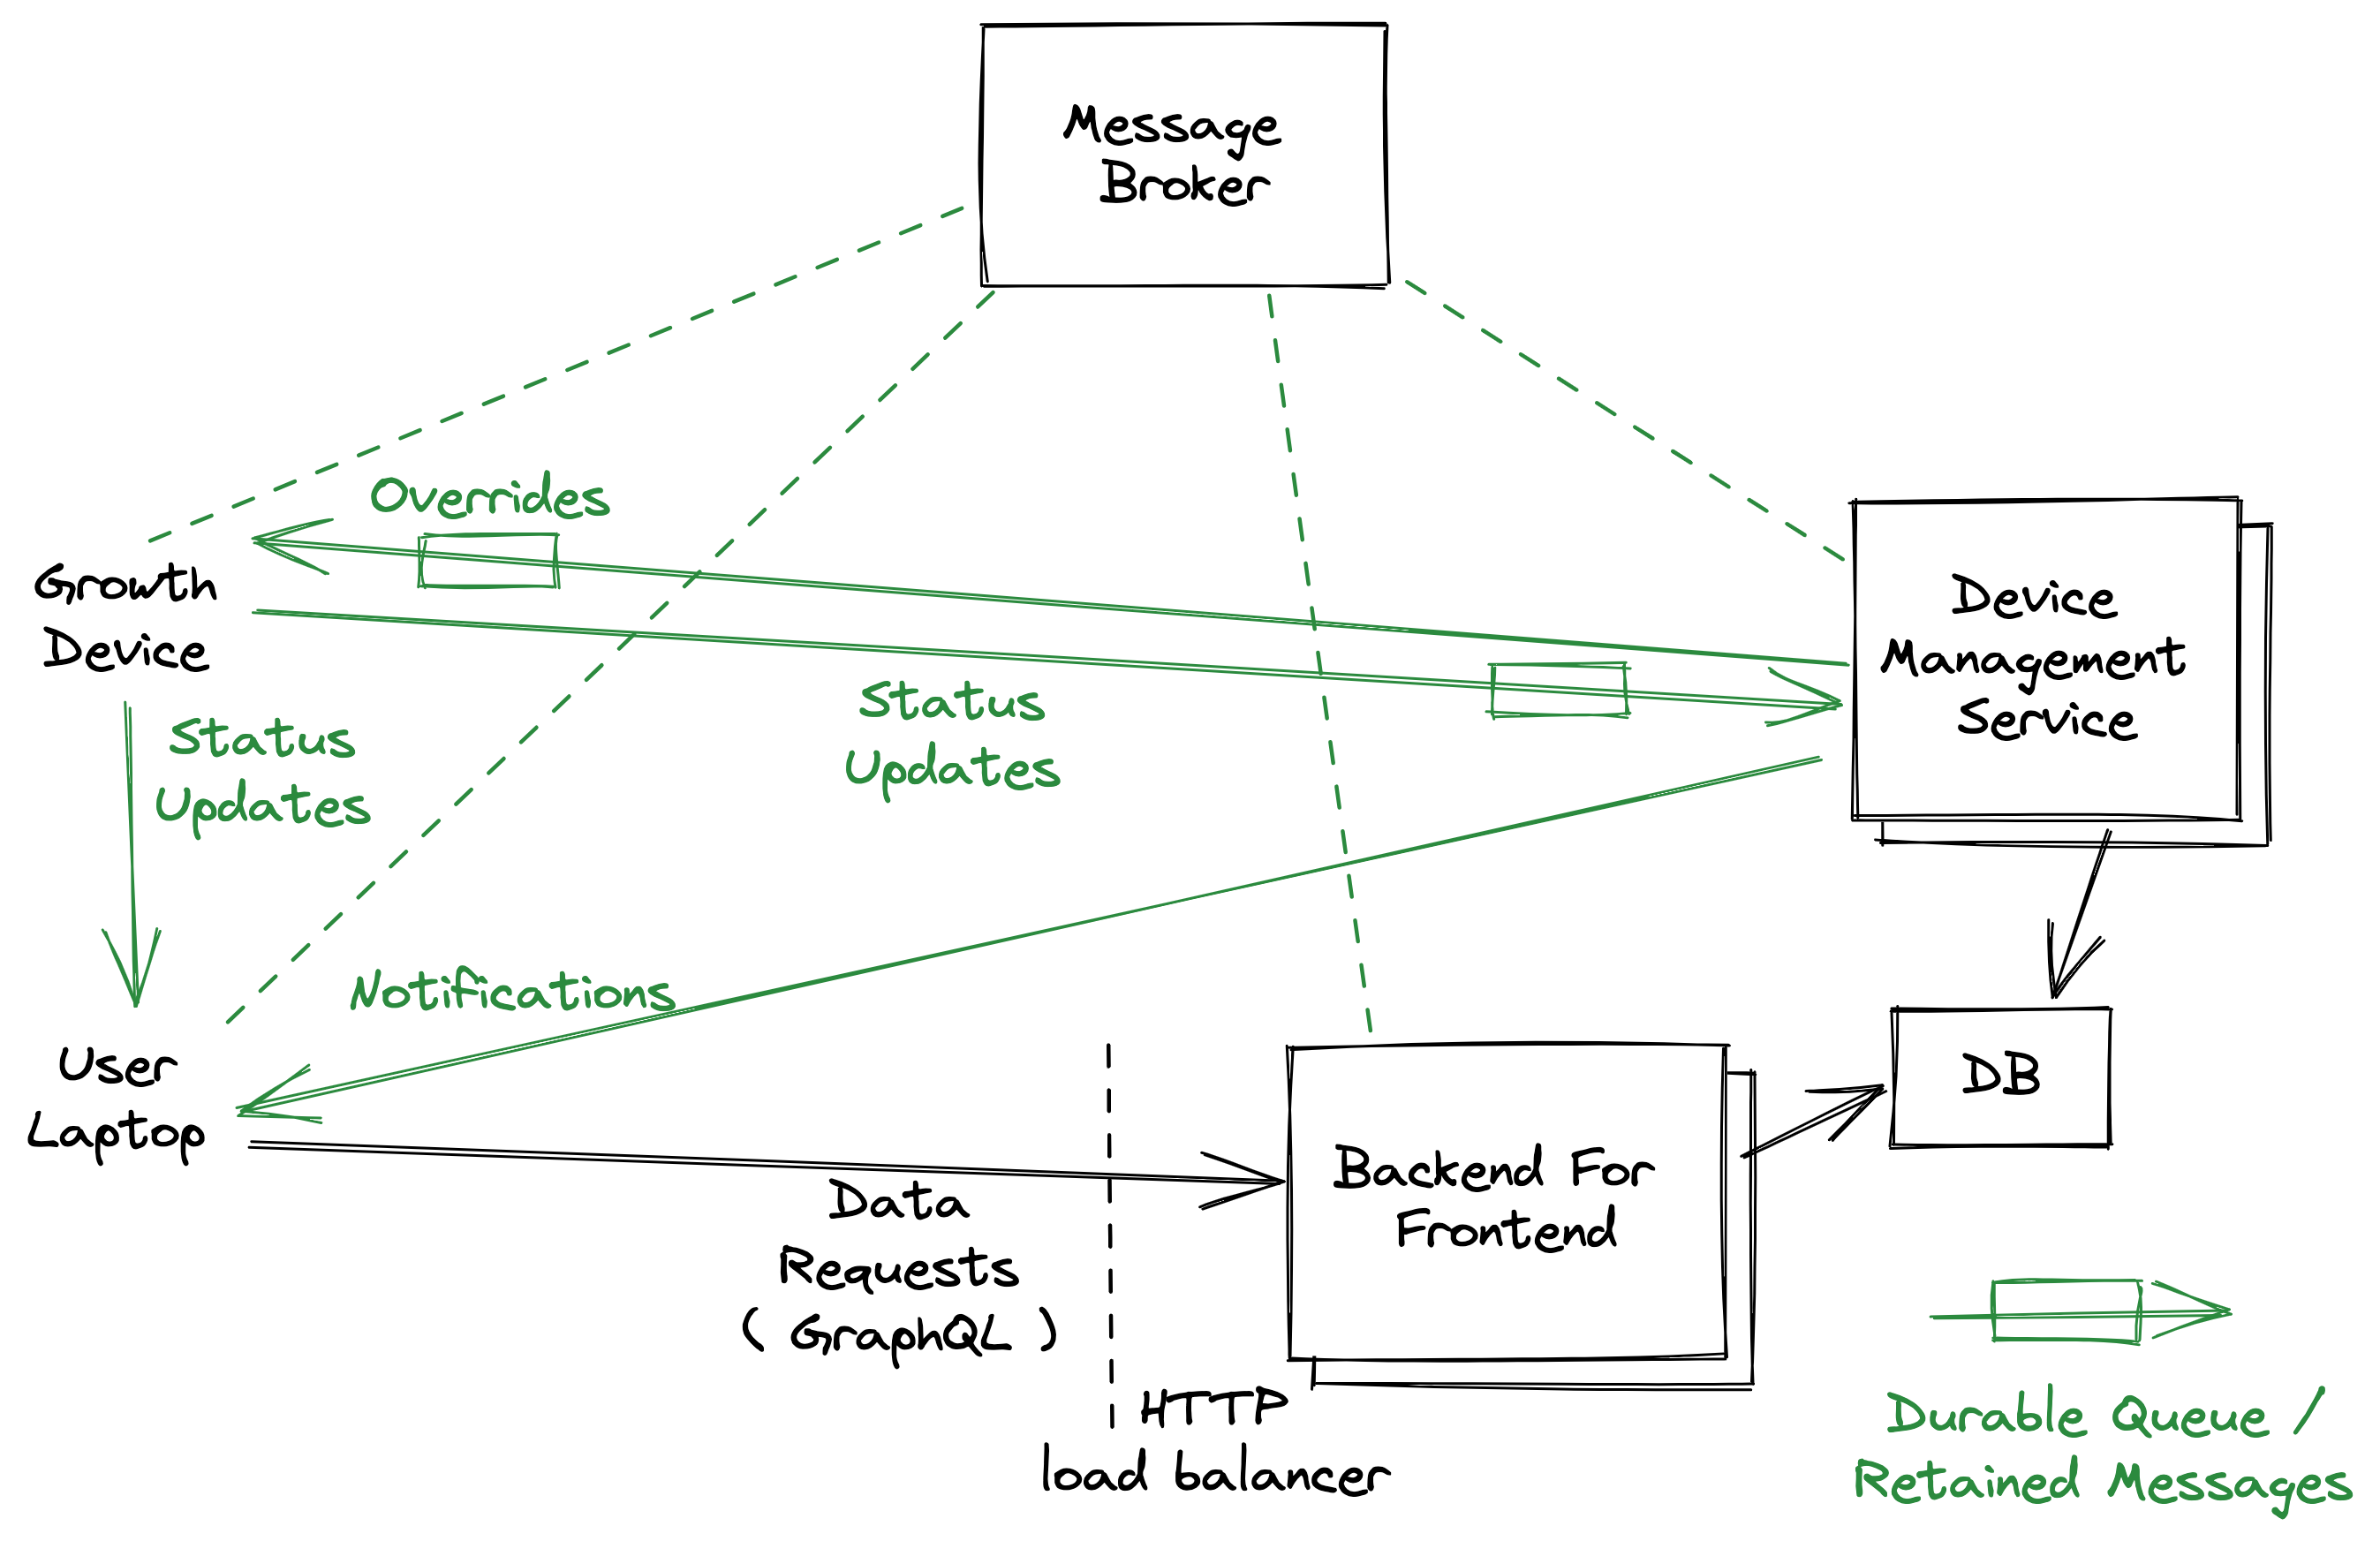 Message
Broker
Overrides
Growth
Device
Device
Management
Service
Status
Updates
Status
Updates
Notifications
User
Laptop
DB
Data
Requests
( GraphQL )
Backend For
Frontend
HTTP
load balancer
Durable Queue /
Retained Messages